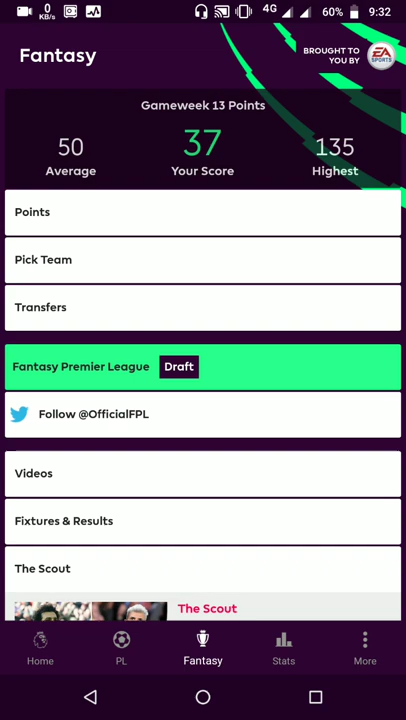 0
KB/s
4G
60%
9:32
Fantasy
BROUGHT TO
YOU BY
EA
SPORTS
Gameweek 13 Points
50
37
135
Average
Your Score
Highest
Points
Pick Team
Transfers
Fantasy Premier League Draft
Follow @OfficialFPL
Videos
Fixtures & Results
The Scout
The Scout
Home
PL
Fantasy
Stats
More